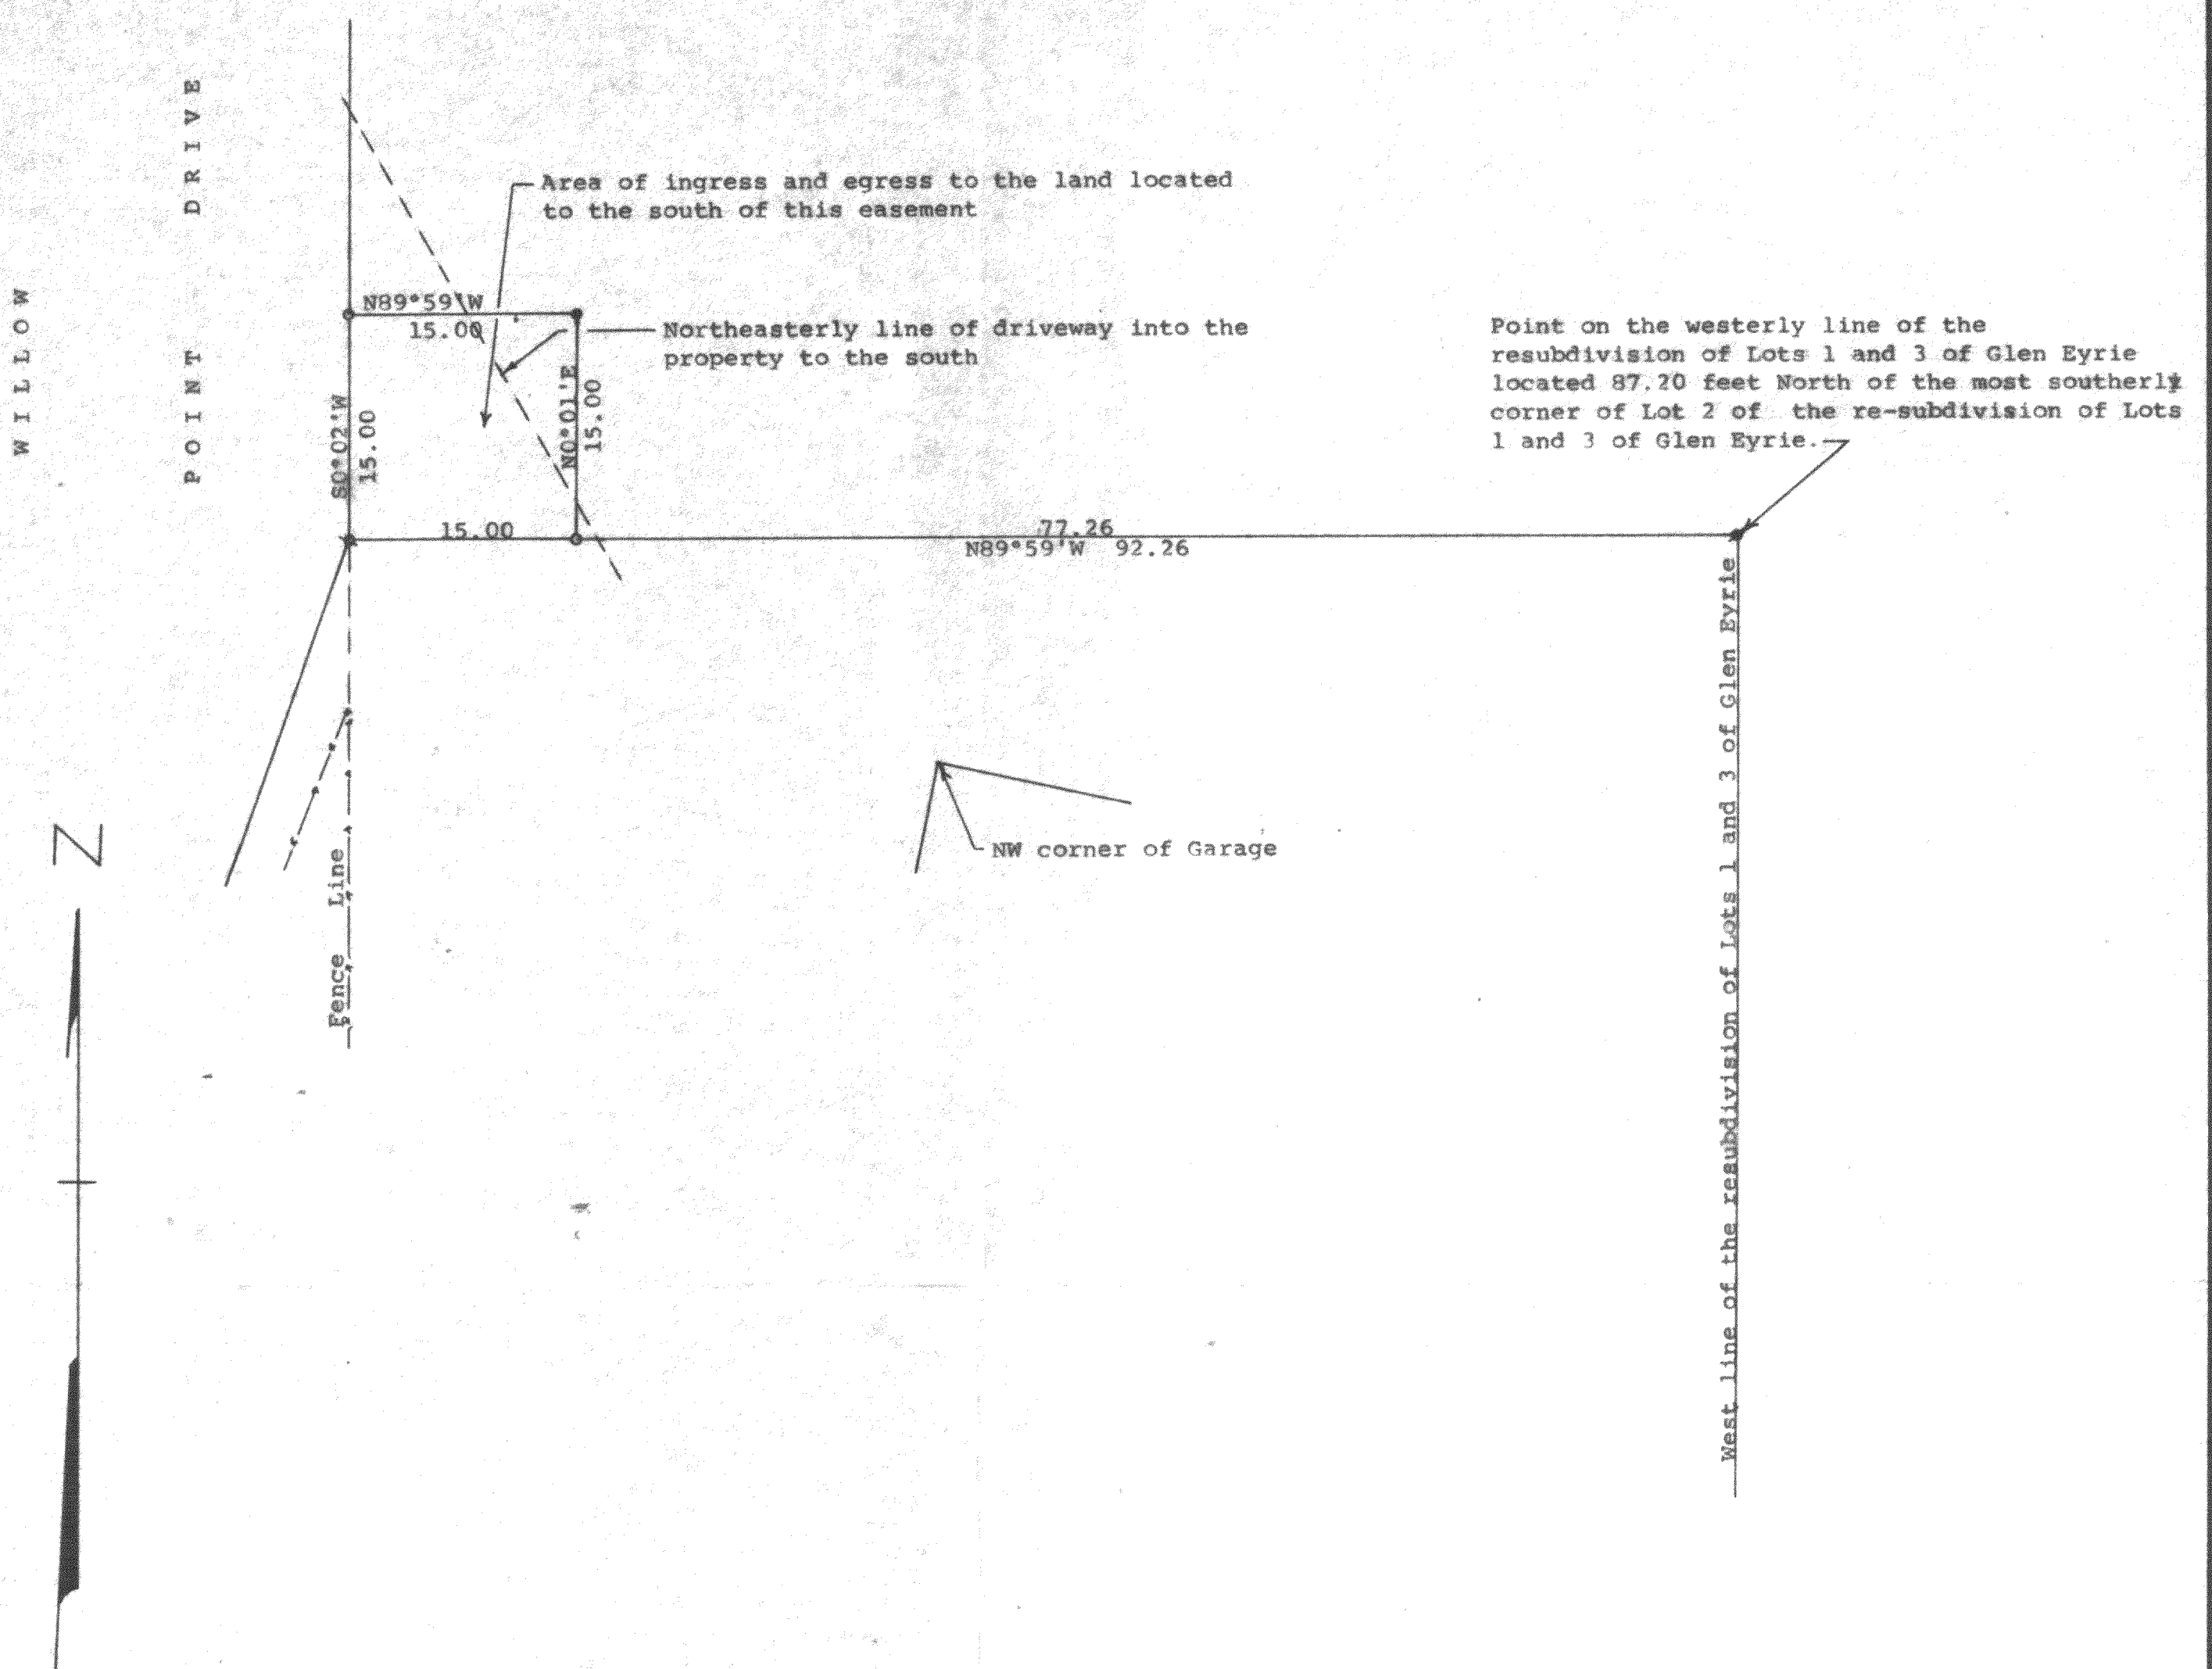 WILLOW
POINT DRIVE
Area of ingress and egress to the land located
to the south of this easement
N89°59'W
15.00
Northeasterly line of driveway into the
property to the south
S0°02'W
15.00
N0°01'E
15.00
Point on the westerly line of the
resubdivision of Lots 1 and 3 of Glen Eyrie
located 87.20 feet North of the most southerly
corner of Lot 2 of the re-subdivision of Lots
1 and 3 of Glen Eyrie.
15.00
77.26
N89°59'W 92.26
West line of the resubdivision of Lots 1 and 3 of Glen Eyrie
Fence Line
NW corner of Garage
N